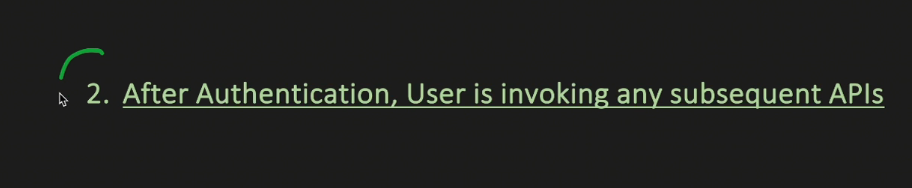 2. After Authentication, User is invoking any subsequent APIs